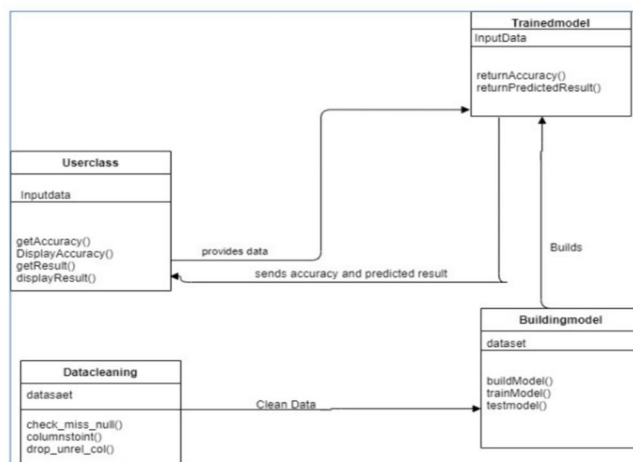 Trainedmodel
InputData
returnAccuracy()
returnPredictedResult()
Userclass
Inputdata
getAccuracy()
DisplayAccuracy()
getResult()
displayResult()
provides data
Builds
sends accuracy and predicted result
Buildingmodel
dataset
buildModel()
trainModel()
testmodel()
Datacleaning
datasaet
check_miss_null()
columnstoint()
drop_unrel_col()
Clean Data